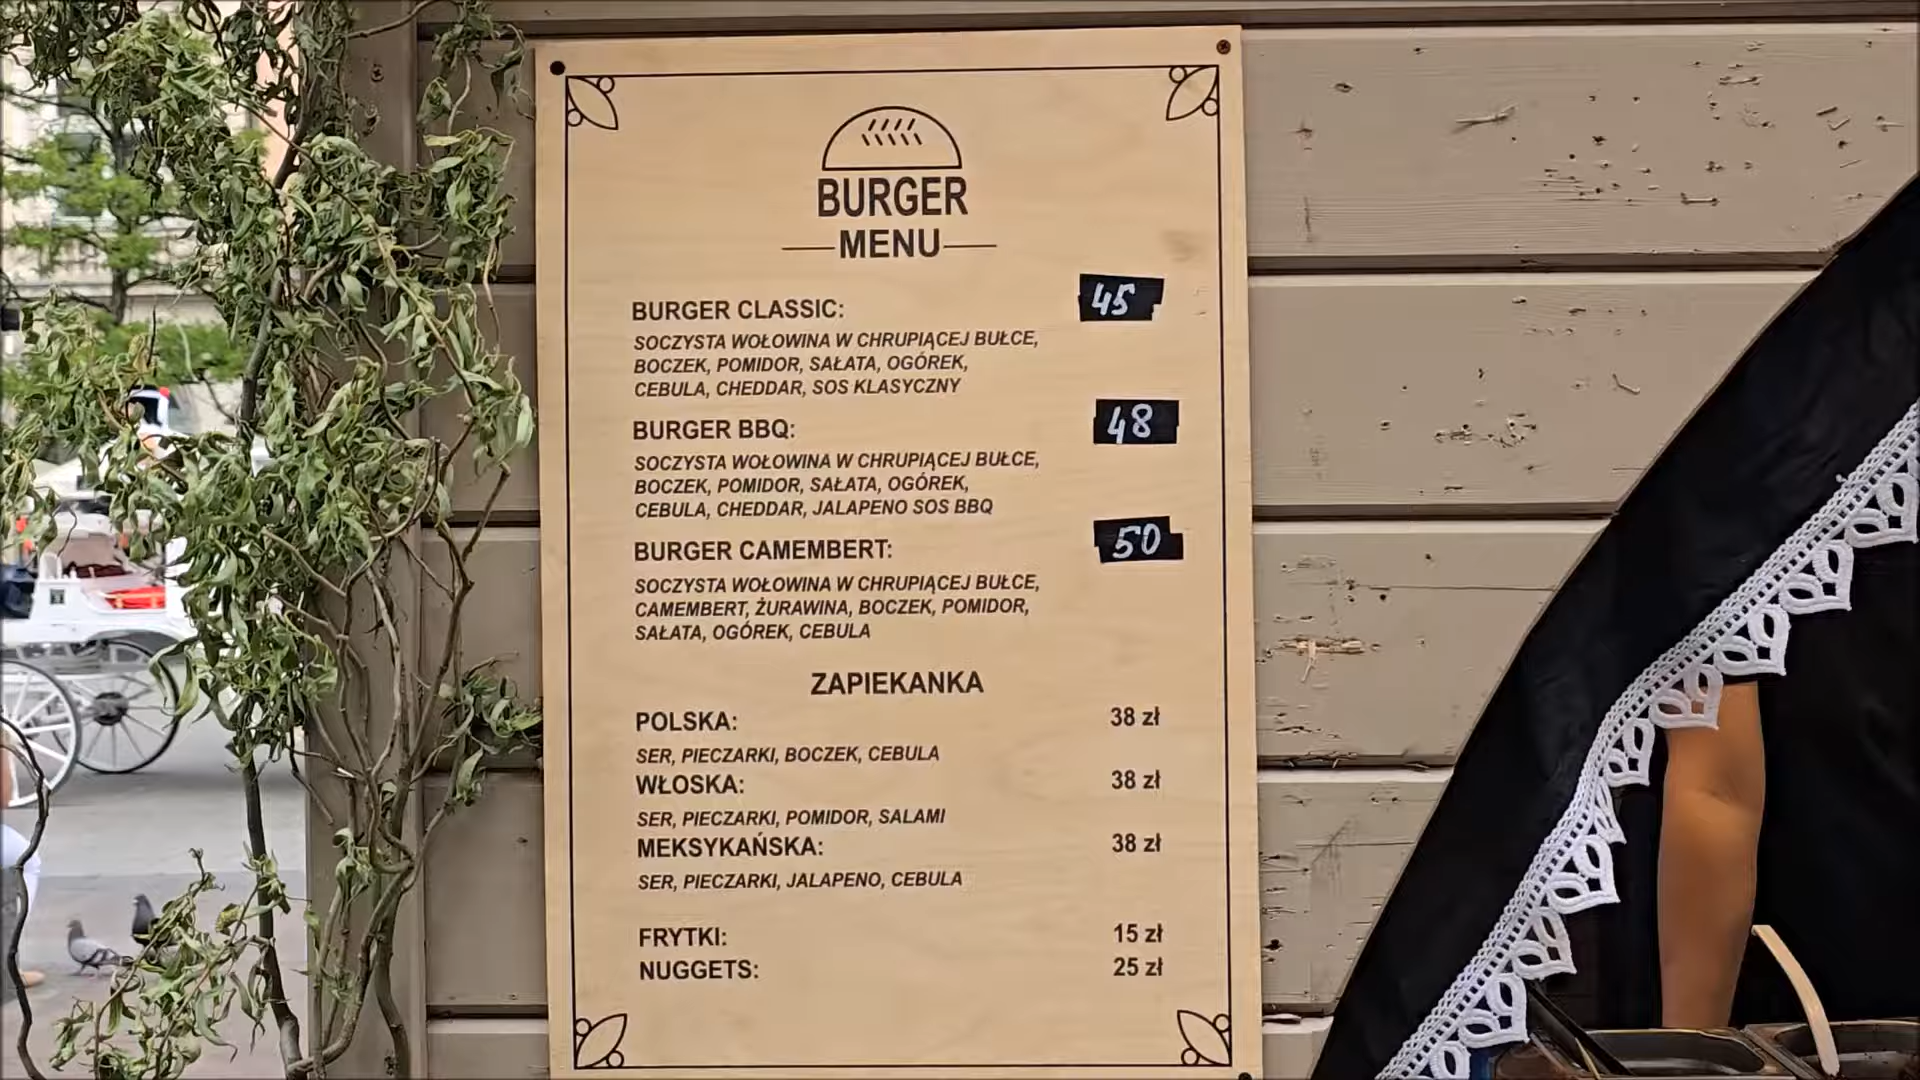 BURGER
MENU
BURGER CLASSIC: 45
SOCZYSTA WOŁOWINA W CHRUPIĄCEJ BUŁCE,
BOCZEK, POMIDOR, SAŁATA, OGÓREK,
CEBULA, CHEDDAR, SOS KLASYCZNY
BURGER BBQ: 48
SOCZYSTA WOŁOWINA W CHRUPIĄCEJ BUŁCE,
BOCZEK, POMIDOR, SAŁATA, OGÓREK,
CEBULA, CHEDDAR, JALAPENO SOS BBQ
BURGER CAMEMBERT: 50
SOCZYSTA WOŁOWINA W CHRUPIĄCEJ BUŁCE,
CAMEMBERT, ŻURAWINA, BOCZEK, POMIDOR,
SAŁATA, OGÓREK, CEBULA
ZAPIEKANKA
POLSKA: 38 zł
SER, PIECZARKI, BOCZEK, CEBULA
WŁOSKA: 38 zł
SER, PIECZARKI, POMIDOR, SALAMI
MEKSYKAŃSKA: 38 zł
SER, PIECZARKI, JALAPENO, CEBULA
FRYTKI: 15 zł
NUGGETS: 25 zł